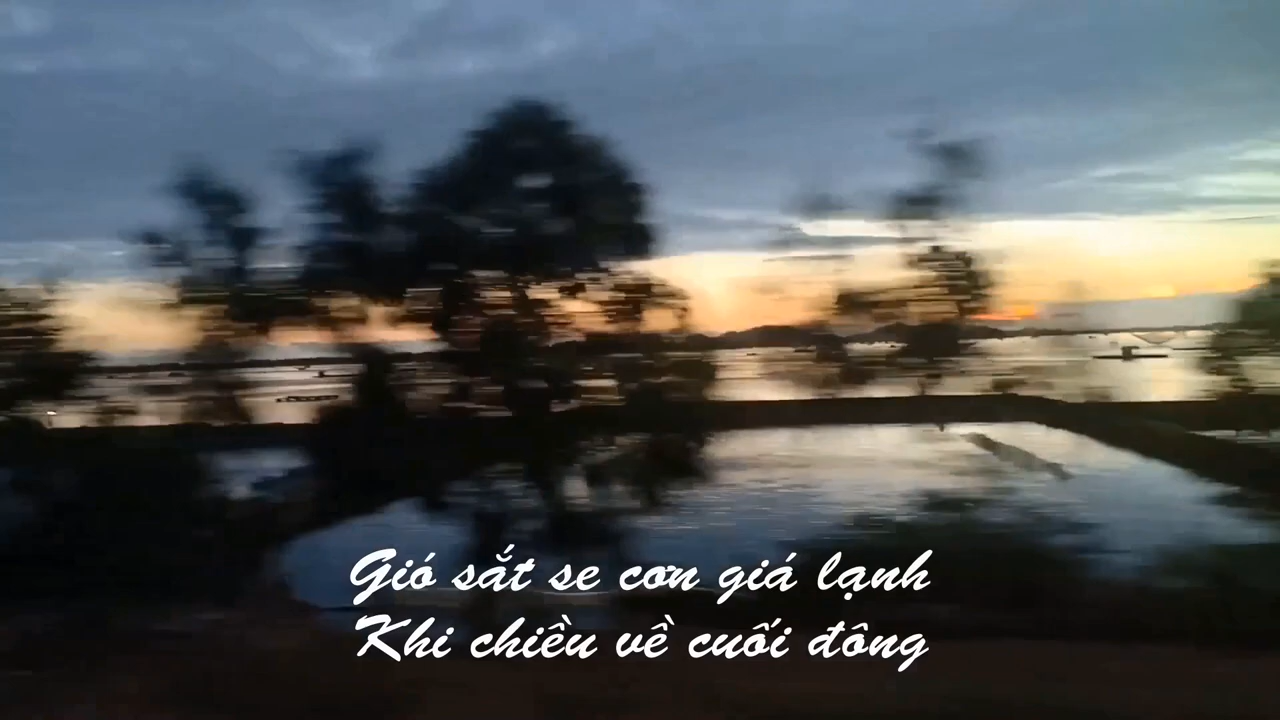 Gió sắt se cơn giá lạnh
Khi chiều về cuối đông